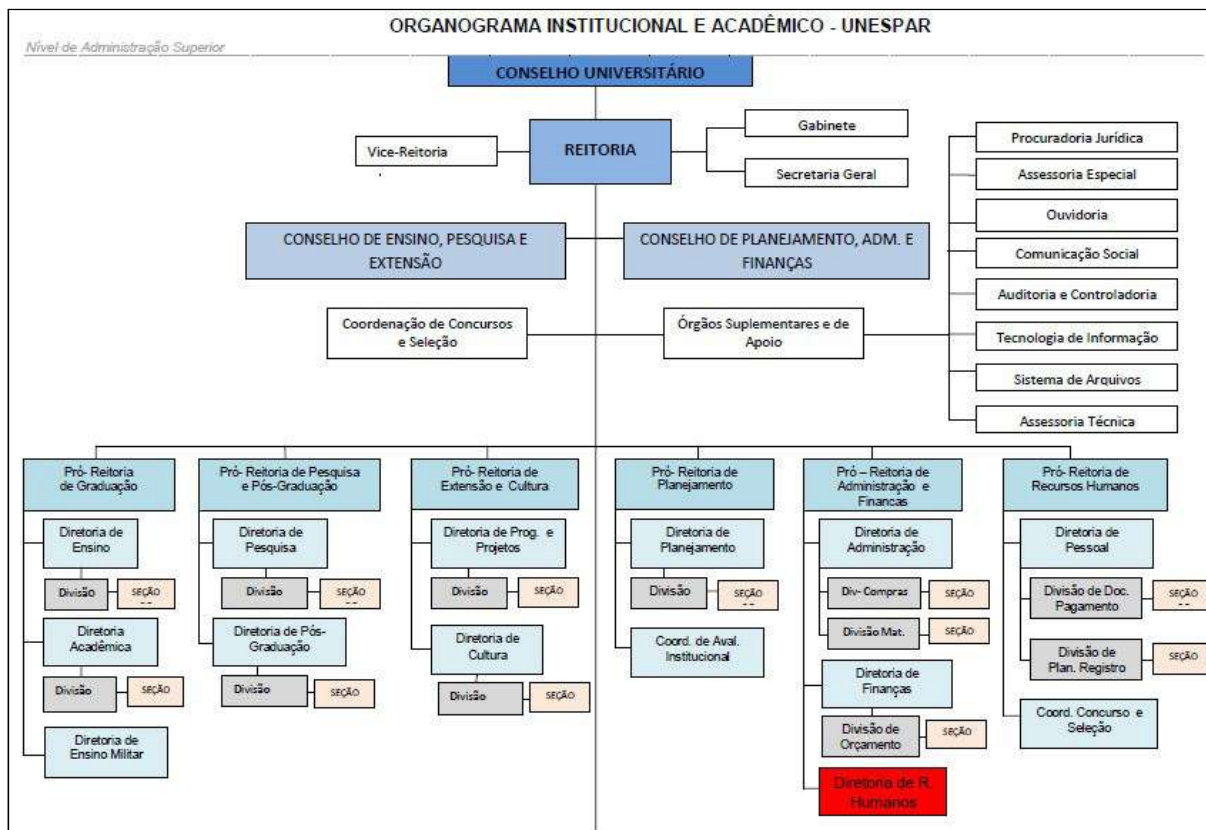 ORGANOGRAMA INSTITUCIONAL E ACADÊMICO - UNESPAR
Nível de Administração Superior
CONSELHO UNIVERSITÁRIO
REITORIA
Vice-Reitoria
Gabinete
Secretaria Geral
CONSELHO DE ENSINO, PESQUISA E
EXTENSÃO
CONSELHO DE PLANEJAMENTO, ADM. E
FINANÇAS
Coordenação de Concursos
e Seleção
Órgãos Suplementares e de
Apoio
Procuradoria Jurídica
Assessoria Especial
Ouvidoria
Comunicação Social
Auditoria e Controladoria
Tecnologia de Informação
Sistema de Arquivos
Assessoria Técnica
Pró- Reitoria
de Graduação
Diretoria de
Ensino
Divisão
SEÇÃO
Diretoria
Acadêmica
Divisão
SEÇÃO
Diretoria de
Ensino Militar
Pró- Reitoria de Pesquisa
e Pós-Graduação
Diretoria de
Pesquisa
Divisão
SEÇÃO
Diretoria de Pós-
Graduação
Divisão
SEÇÃO
Pró- Reitoria de
Extensão e Cultura
Diretoria de Prog. e
Projetos
Divisão
SEÇÃO
Diretoria de
Cultura
Divisão
SEÇÃO
Pró- Reitoria de
Planejamento
Diretoria de
Planejamento
Divisão
SEÇÃO
Coord. de Aval.
Institucional
Pró – Reitoria de
Administração e
Financas
Diretoria de
Administração
Div- Compras
SEÇÃO
Divisão Mat.
SEÇÃO
Diretoria de
Finanças
Divisão de
Orçamento
SEÇÃO
Diretoria de R.
Humanos
Pró- Reitoria de
Recursos Humanos
Diretoria de
Pessoal
Divisão de Doc.
Pagamento
SEÇÃO
Divisão de
Plan. Registro
SEÇÃO
Coord. Concurso e
Seleção